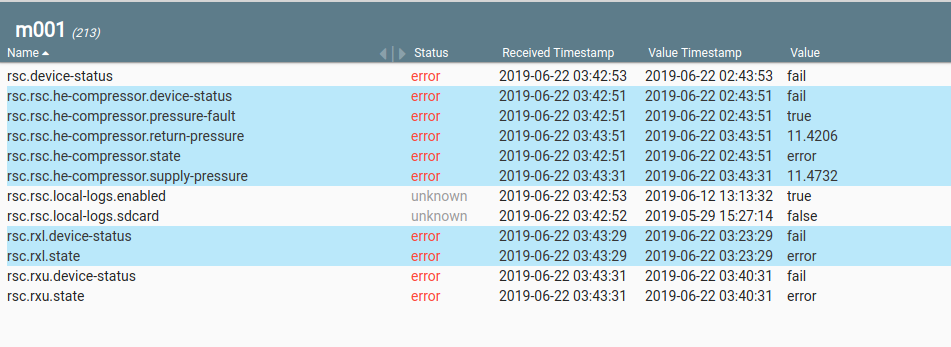 m001 (213)
Name Status Received Timestamp Value Timestamp Value
rsc.device-status error 2019-06-22 03:42:53 2019-06-22 02:43:53 fail
rsc.rsc.he-compressor.device-status error 2019-06-22 03:42:51 2019-06-22 02:43:51 fail
rsc.rsc.he-compressor.pressure-fault error 2019-06-22 03:42:51 2019-06-22 02:43:51 true
rsc.rsc.he-compressor.return-pressure error 2019-06-22 03:43:31 2019-06-22 03:43:31 11.4206
rsc.rsc.he-compressor.state error 2019-06-22 03:42:51 2019-06-22 02:43:51 error
rsc.rsc.he-compressor.supply-pressure error 2019-06-22 03:43:31 2019-06-22 03:43:31 11.4732
rsc.rsc.local-logs.enabled unknown 2019-06-22 03:42:53 2019-06-12 13:13:32 true
rsc.rsc.local-logs.sdcard unknown 2019-06-22 03:42:52 2019-05-29 15:27:14 false
rsc.rxl.device-status error 2019-06-22 03:43:29 2019-06-22 03:23:29 fail
rsc.rxl.state error 2019-06-22 03:43:29 2019-06-22 03:23:29 error
rsc.rxu.device-status error 2019-06-22 03:43:31 2019-06-22 03:40:31 fail
rsc.rxu.state error 2019-06-22 03:43:31 2019-06-22 03:40:31 error